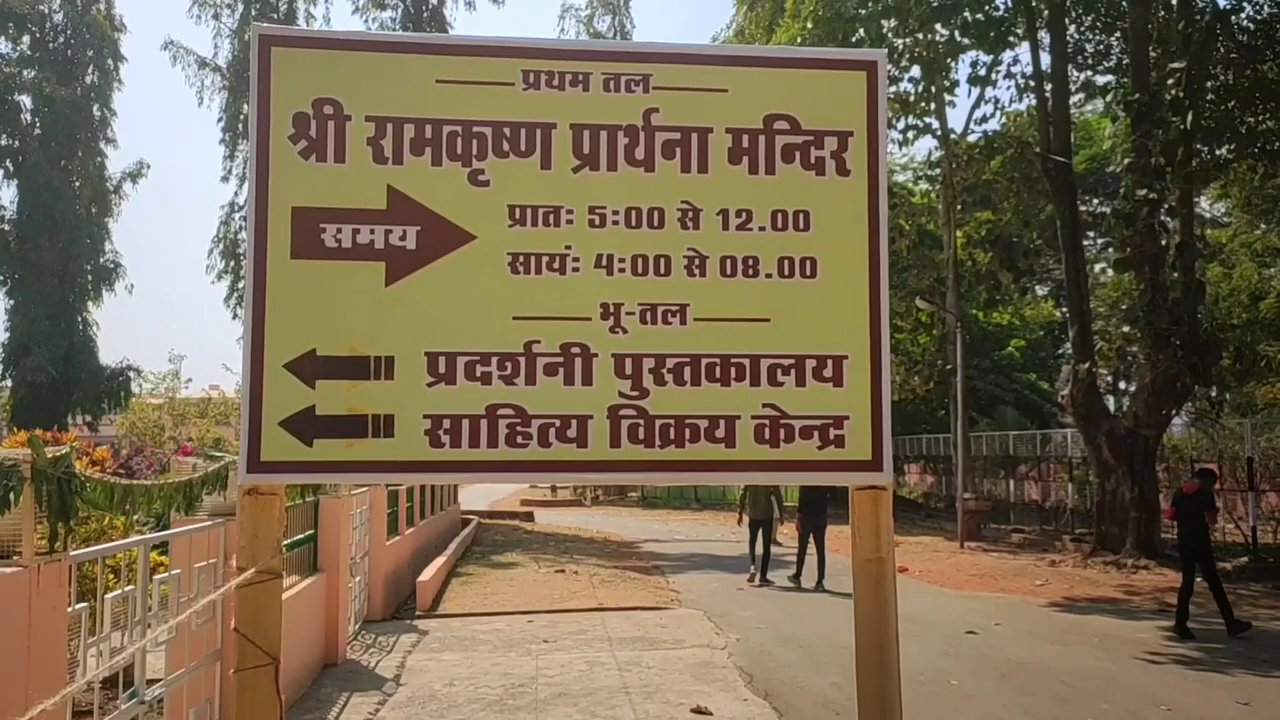 प्रथम तल
श्री रामकृष्ण प्रार्थना मन्दिर
समय
प्रातः 5:00 से 12.00
सायंः 4:00 से 08.00
भू-तल
प्रदर्शनी पुस्तकालय
साहित्य विक्रय केन्द्र